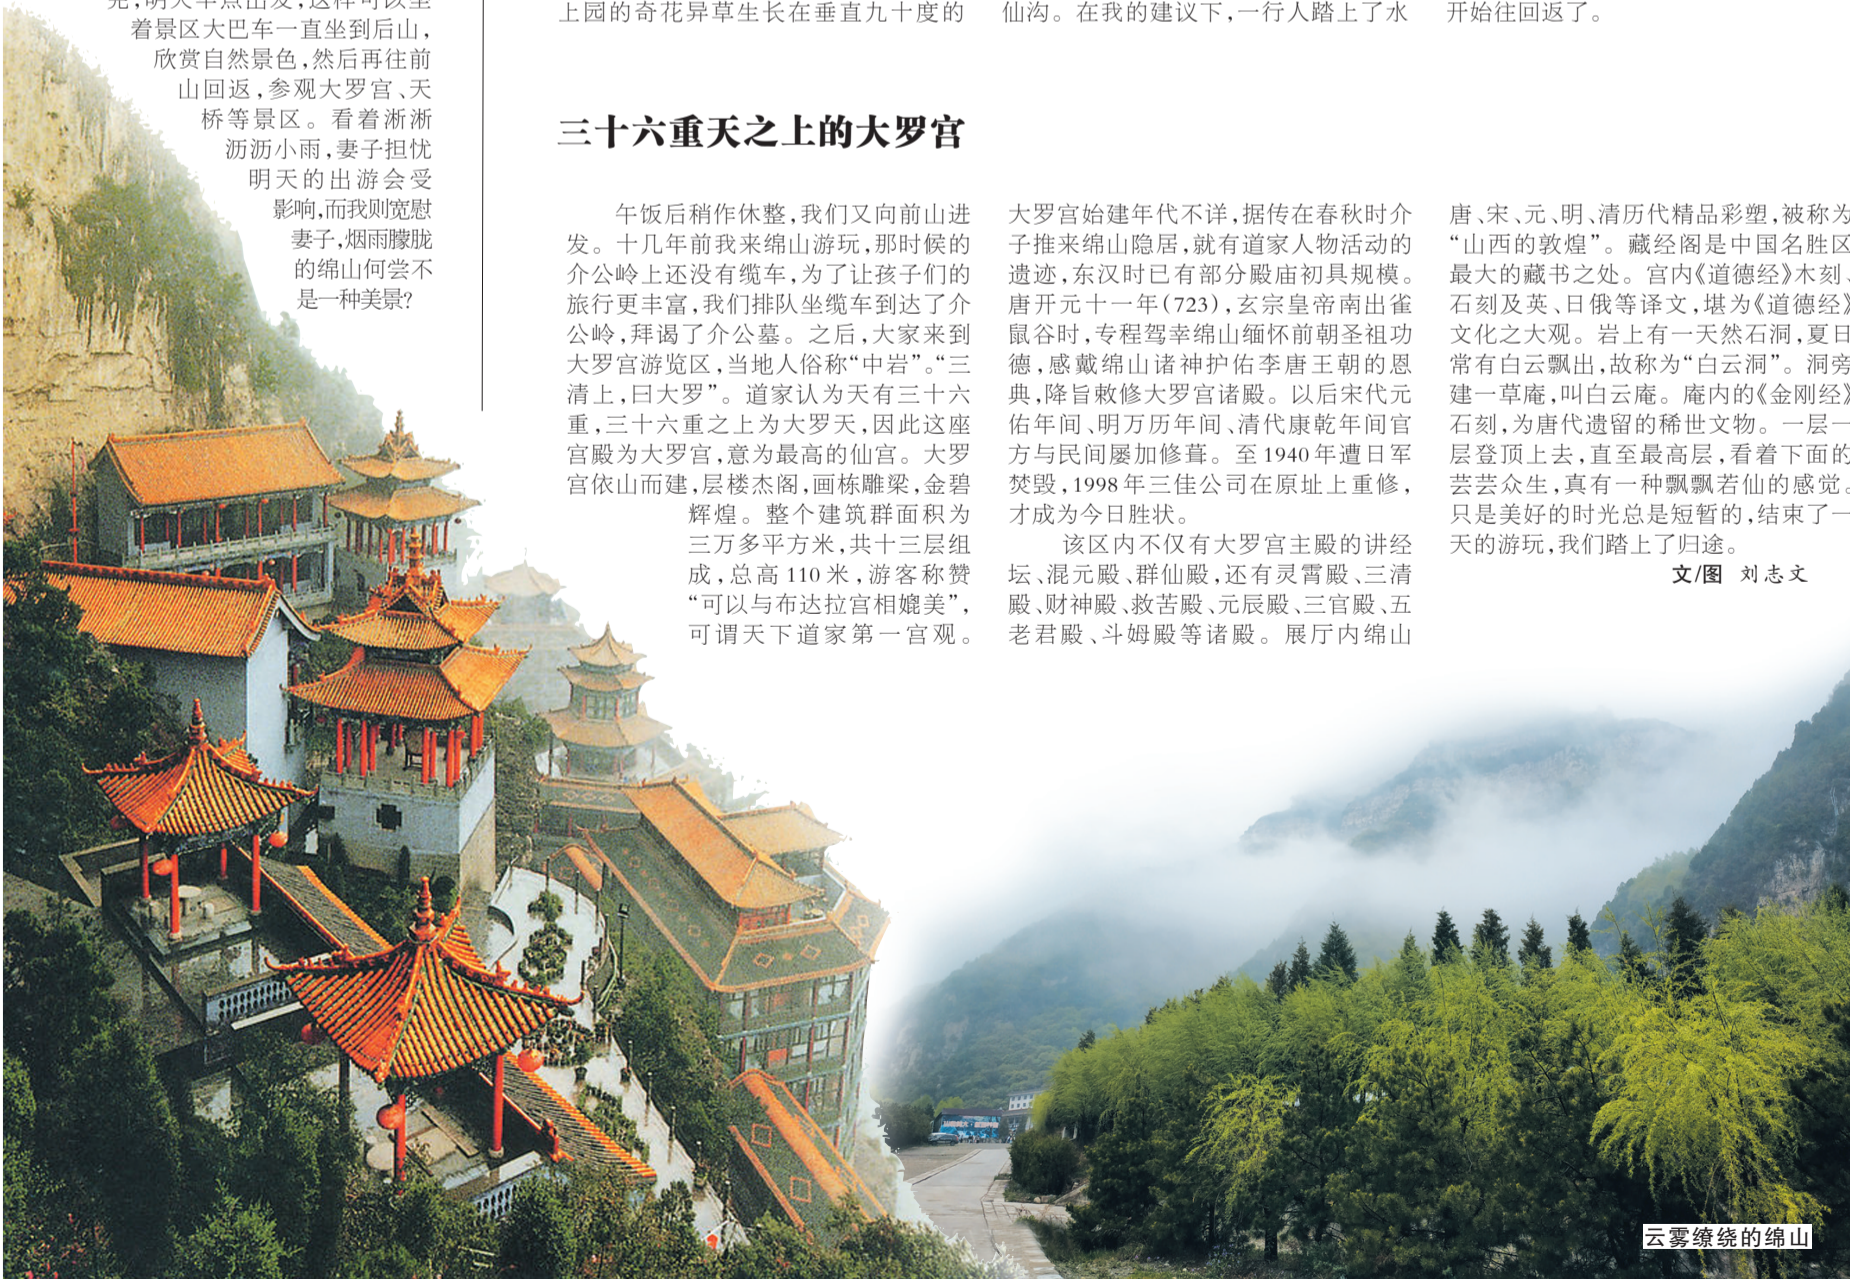 着景区大巴车一直坐到后山，
欣赏自然景色，然后再往前
山回返，参观大罗宫、天
桥等景区。看着淅淅
沥沥小雨，妻子担忧
明天的出游会受
影响，而我则宽慰
妻子，烟雨朦胧
的绵山何尝不
是一种美景？
上园的奇花异草生长在垂直九十度的
仙沟。在我的建议下，一行人踏上了水
开始往回返了。
三十六重天之上的大罗宫
午饭后稍作休整，我们又向前山进
发。十几年前我来绵山游玩，那时候的
介公岭上还没有缆车，为了让孩子们的
旅行更丰富，我们排队坐缆车到达了介
公岭，拜谒了介公墓。之后，大家来到
大罗宫游览区，当地人俗称“中岩”。“三
清上，曰大罗”。道家认为天有三十六
重，三十六重之上为大罗天，因此这座
宫殿为大罗宫，意为最高的仙宫。大罗
宫依山而建，层楼杰阁，画栋雕梁，金碧
辉煌。整个建筑群面积为
三万多平方米，共十三层组
成，总高110米，游客称赞
“可以与布达拉宫相媲美”，
可谓天下道家第一宫观。
大罗宫始建年代不详，据传在春秋时介
子推来绵山隐居，就有道家人物活动的
遗迹，东汉时已有部分殿庙初具规模。
唐开元十一年（723），玄宗皇帝南出雀
鼠谷时，专程驾幸绵山缅怀前朝圣祖功
德，感戴绵山诸神护佑李唐王朝的恩
典，降旨敕修大罗宫诸殿。以后宋代元
佑年间、明万历年间、清代康乾年间官
方与民间屡加修葺。至1940年遭日军
焚毁，1998年三佳公司在原址上重修，
才成为今日胜状。
该区内不仅有大罗宫主殿的讲经
坛、混元殿、群仙殿，还有灵霄殿、三清
殿、财神殿、救苦殿、元辰殿、三官殿、五
老君殿、斗姆殿等诸殿。展厅内绵山
唐、宋、元、明、清历代精品彩塑，被称为
“山西的敦煌”。藏经阁是中国名胜区
最大的藏书之处。宫内《道德经》木刻、
石刻及英、日俄等译文，堪为《道德经》
文化之大观。岩上有一天然石洞，夏日
常有白云飘出，故称为“白云洞”。洞旁
建一草庵，叫白云庵。庵内的《金刚经》
石刻，为唐代遗留的稀世文物。一层一
层登顶上去，直至最高层，看着下面的
芸芸众生，真有一种飘飘若仙的感觉。
只是美好的时光总是短暂的，结束了一
天的游玩，我们踏上了归途。
文/图 刘志文
云雾缭绕的绵山